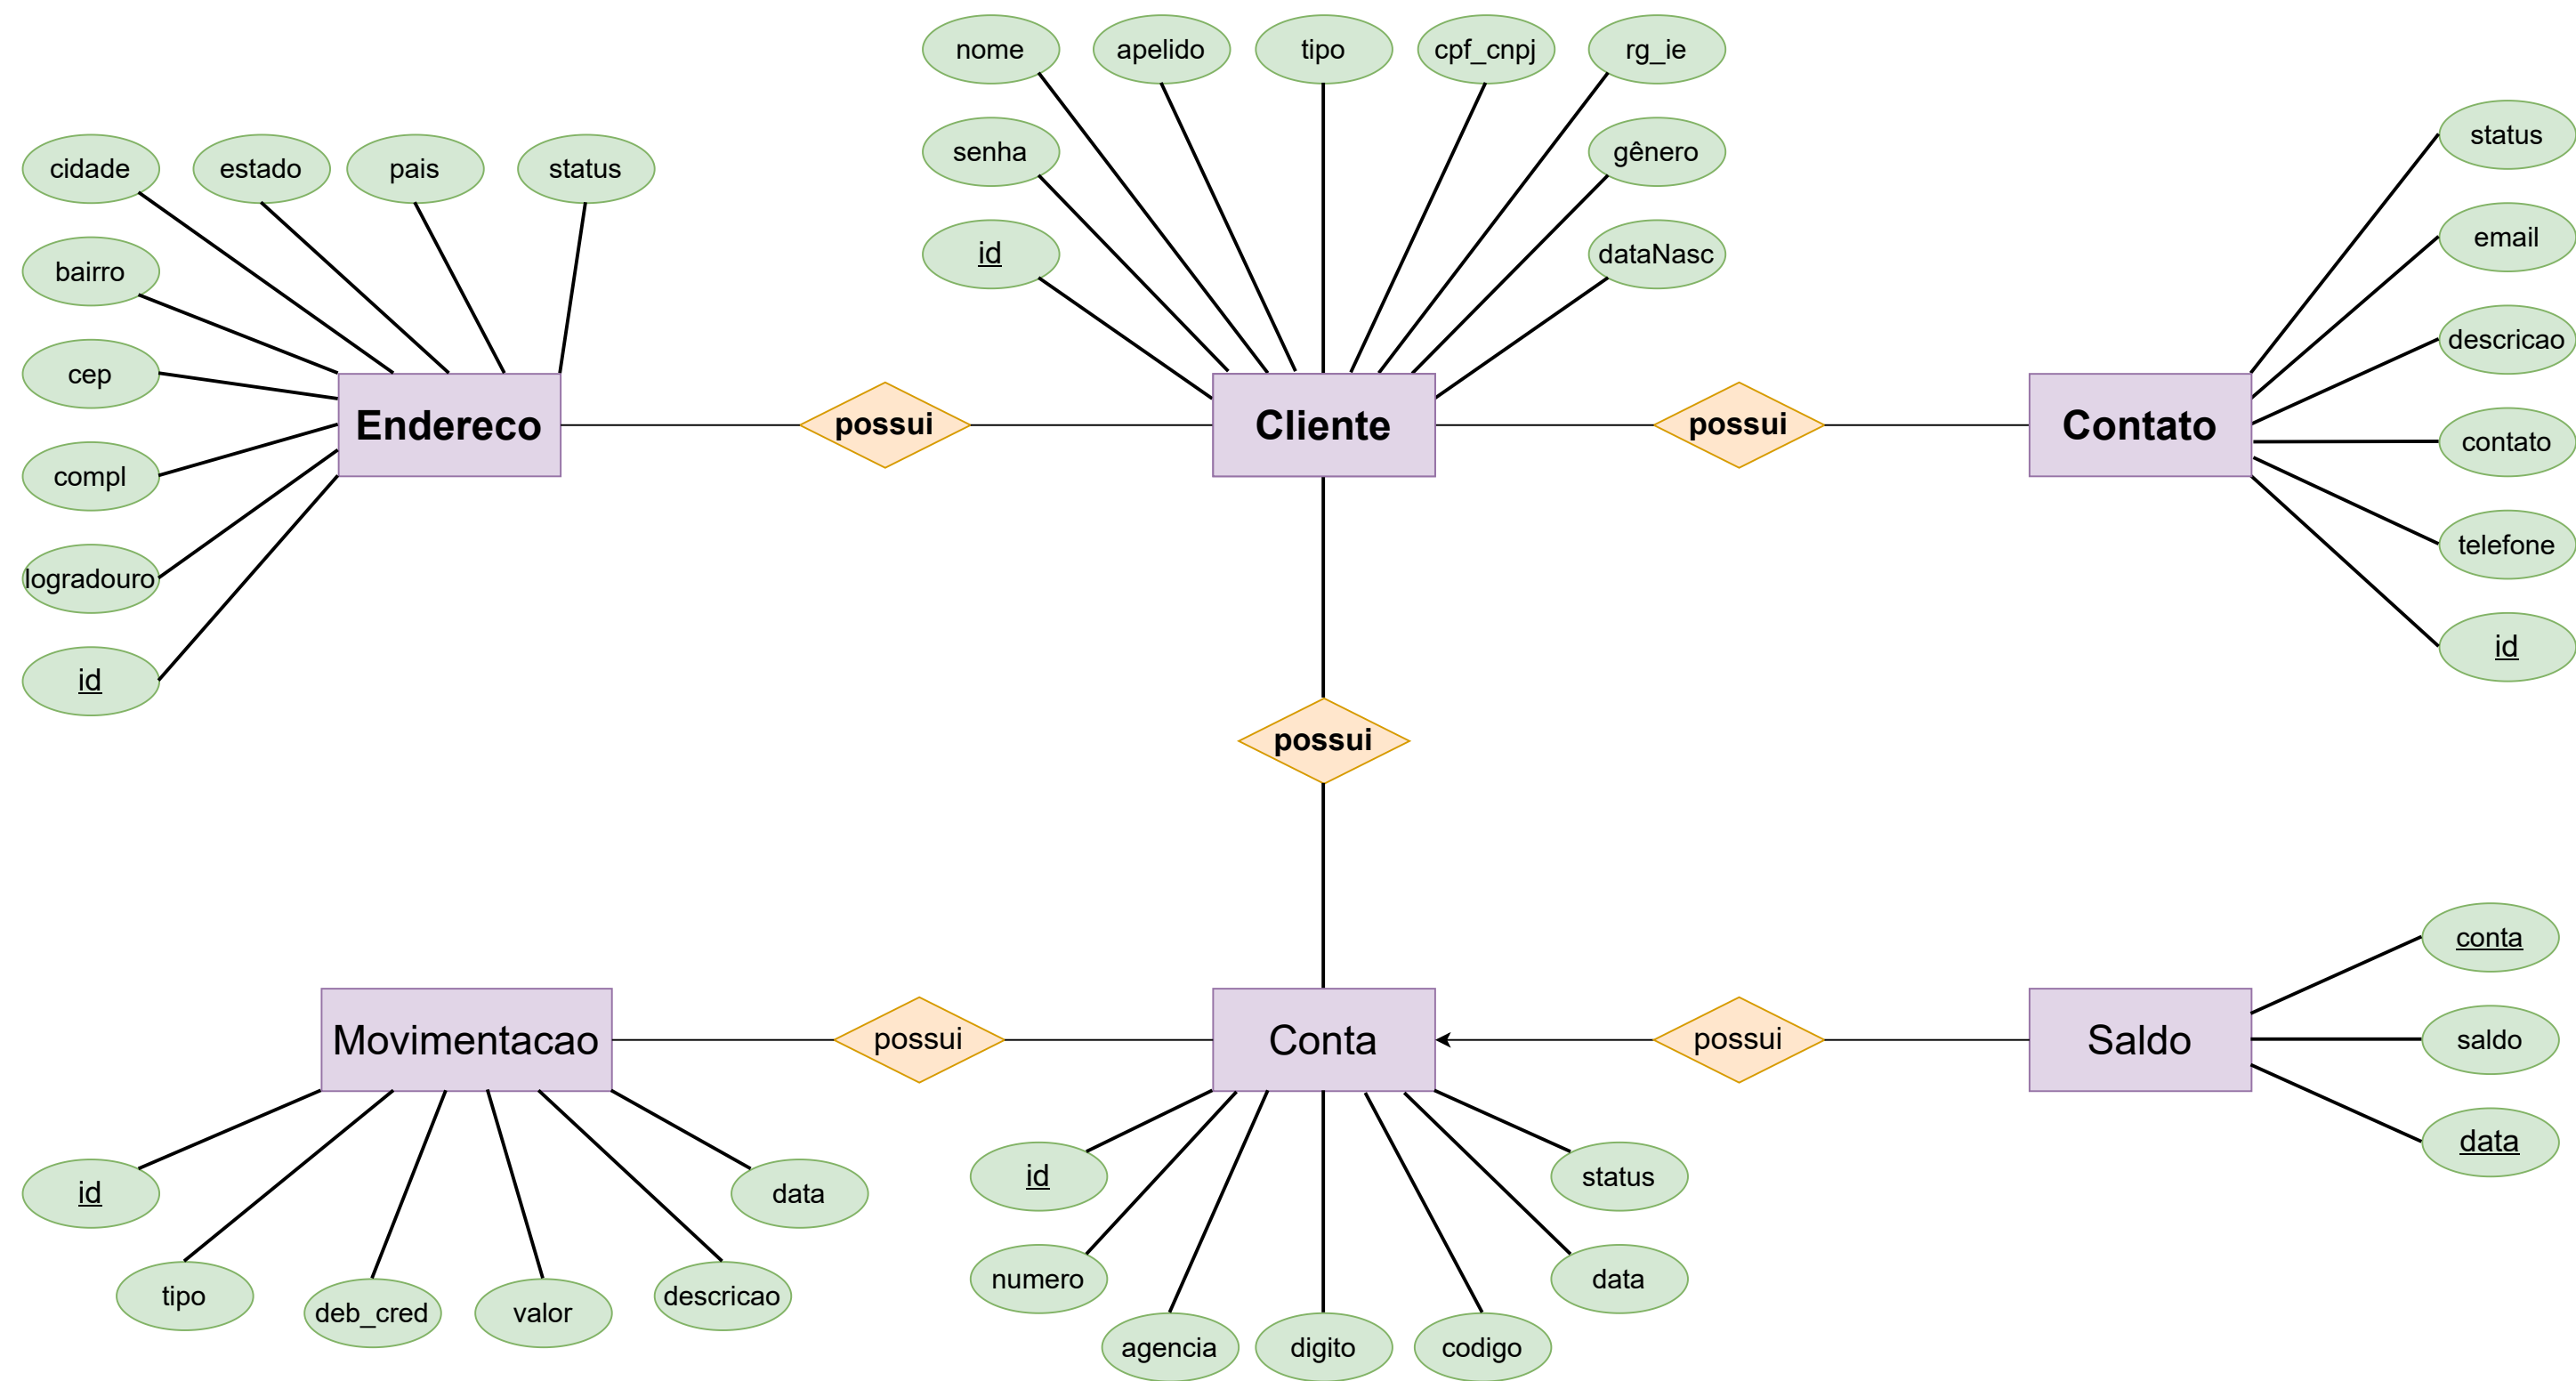 nome
apelido
tipo
cpf_cnpj
rg_ie
status
cidade
estado
pais
status
senha
gênero
email
bairro
id
dataNasc
descricao
cep
Endereco
possui
Cliente
possui
Contato
contato
compl
telefone
logradouro
id
id
possui
conta
Movimentacao
possui
Conta
possui
Saldo
saldo
data
id
data
id
status
tipo
deb_cred
valor
descricao
numero
data
agencia
digito
codigo